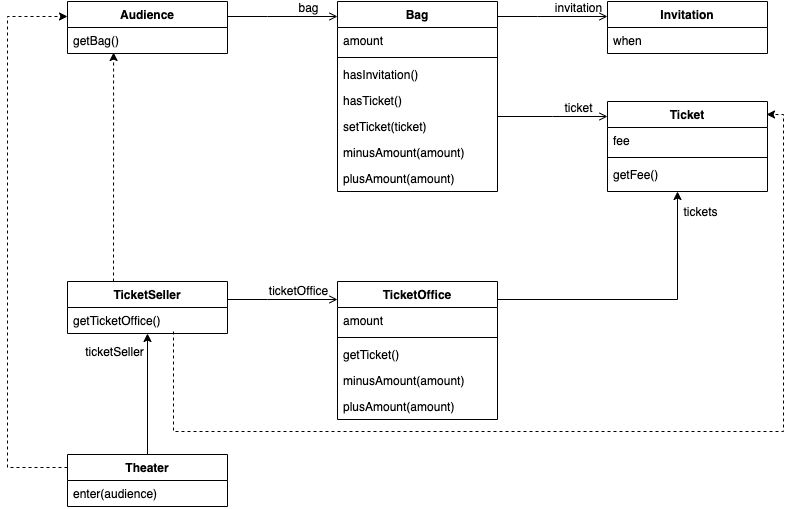 Audience
getBag()
bag
Bag
amount
hasInvitation()
hasTicket()
setTicket(ticket)
minusAmount(amount)
plusAmount(amount)
invitation
Invitation
when
ticket
Ticket
fee
getFee()
tickets
TicketSeller
getTicketOffice()
ticketOffice
TicketOffice
amount
getTicket()
minusAmount(amount)
plusAmount(amount)
ticketSeller
Theater
enter(audience)